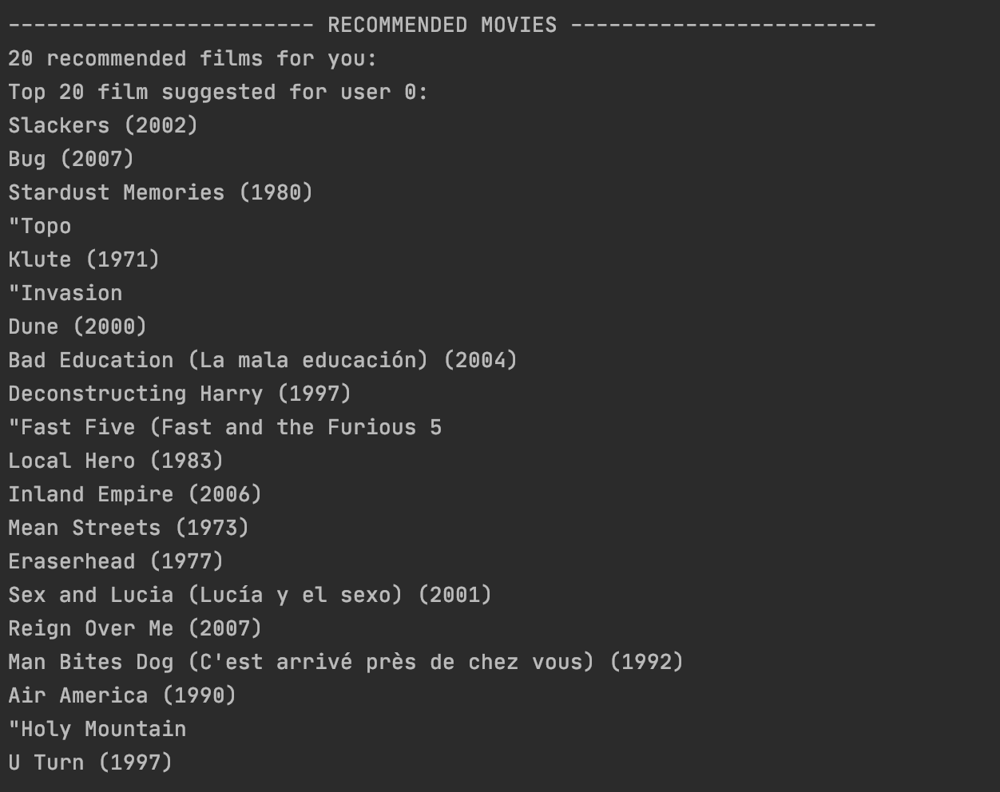 ------------------------ RECOMMENDED MOVIES ------------------------
20 recommended films for you:
Top 20 film suggested for user 0:
Slackers (2002)
Bug (2007)
Stardust Memories (1980)
"Topo
Klute (1971)
"Invasion
Dune (2000)
Bad Education (La mala educación) (2004)
Deconstructing Harry (1997)
"Fast Five (Fast and the Furious 5
Local Hero (1983)
Inland Empire (2006)
Mean Streets (1973)
Eraserhead (1977)
Sex and Lucia (Lucía y el sexo) (2001)
Reign Over Me (2007)
Man Bites Dog (C'est arrivé près de chez vous) (1992)
Air America (1990)
"Holy Mountain
U Turn (1997)